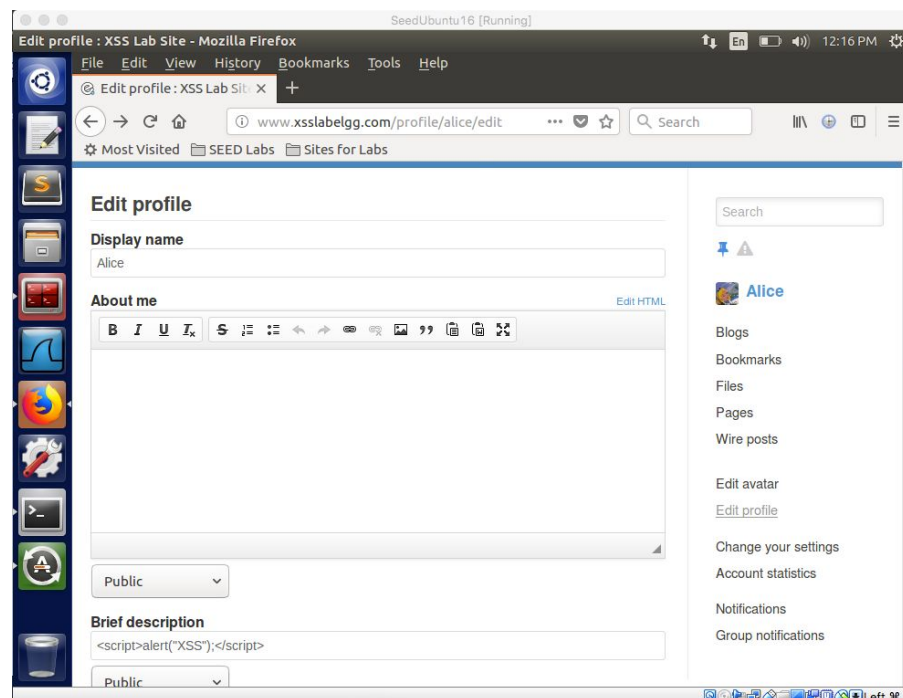 SeedUbuntu16 [Running]
Edit profile : XSS Lab Site - Mozilla Firefox
En
12:16 PM
File Edit View History Bookmarks Tools Help
Edit profile : XSS Lab Sit
www.xsslabelgg.com/profile/alice/edit
Search
Most Visited
SEED Labs
Sites for Labs
Edit profile
Display name
Alice
About me
Edit HTML
B I U Ix S
Public
Brief description
<script>alert("XSS");</script>
Public
Search
Alice
Blogs
Bookmarks
Files
Pages
Wire posts
Edit avatar
Edit profile
Change your settings
Account statistics
Notifications
Group notifications
Left ⌘